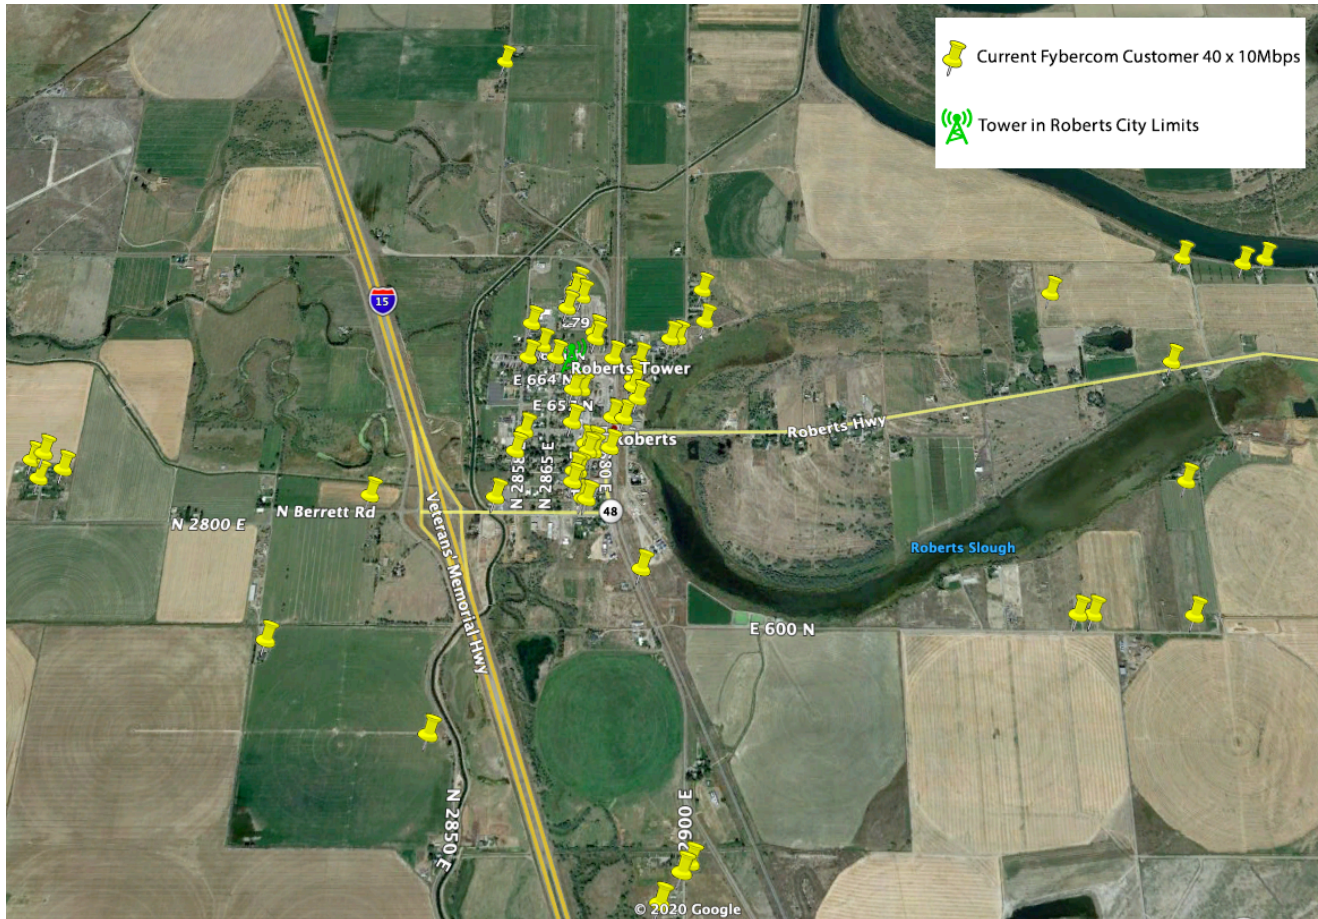 Current Fybercom Customer 40 x 10Mbps
Tower in Roberts City Limits
15
Roberts Tower
E 664 N
Roberts Hwy
Roberts
N 2858
N 2865 E
N Berrett Rd
N 2800 E
48
Veterans' Memorial Hwy
Roberts Slough
E 600 N
N 2850 E
2900 E
© 2020 Google